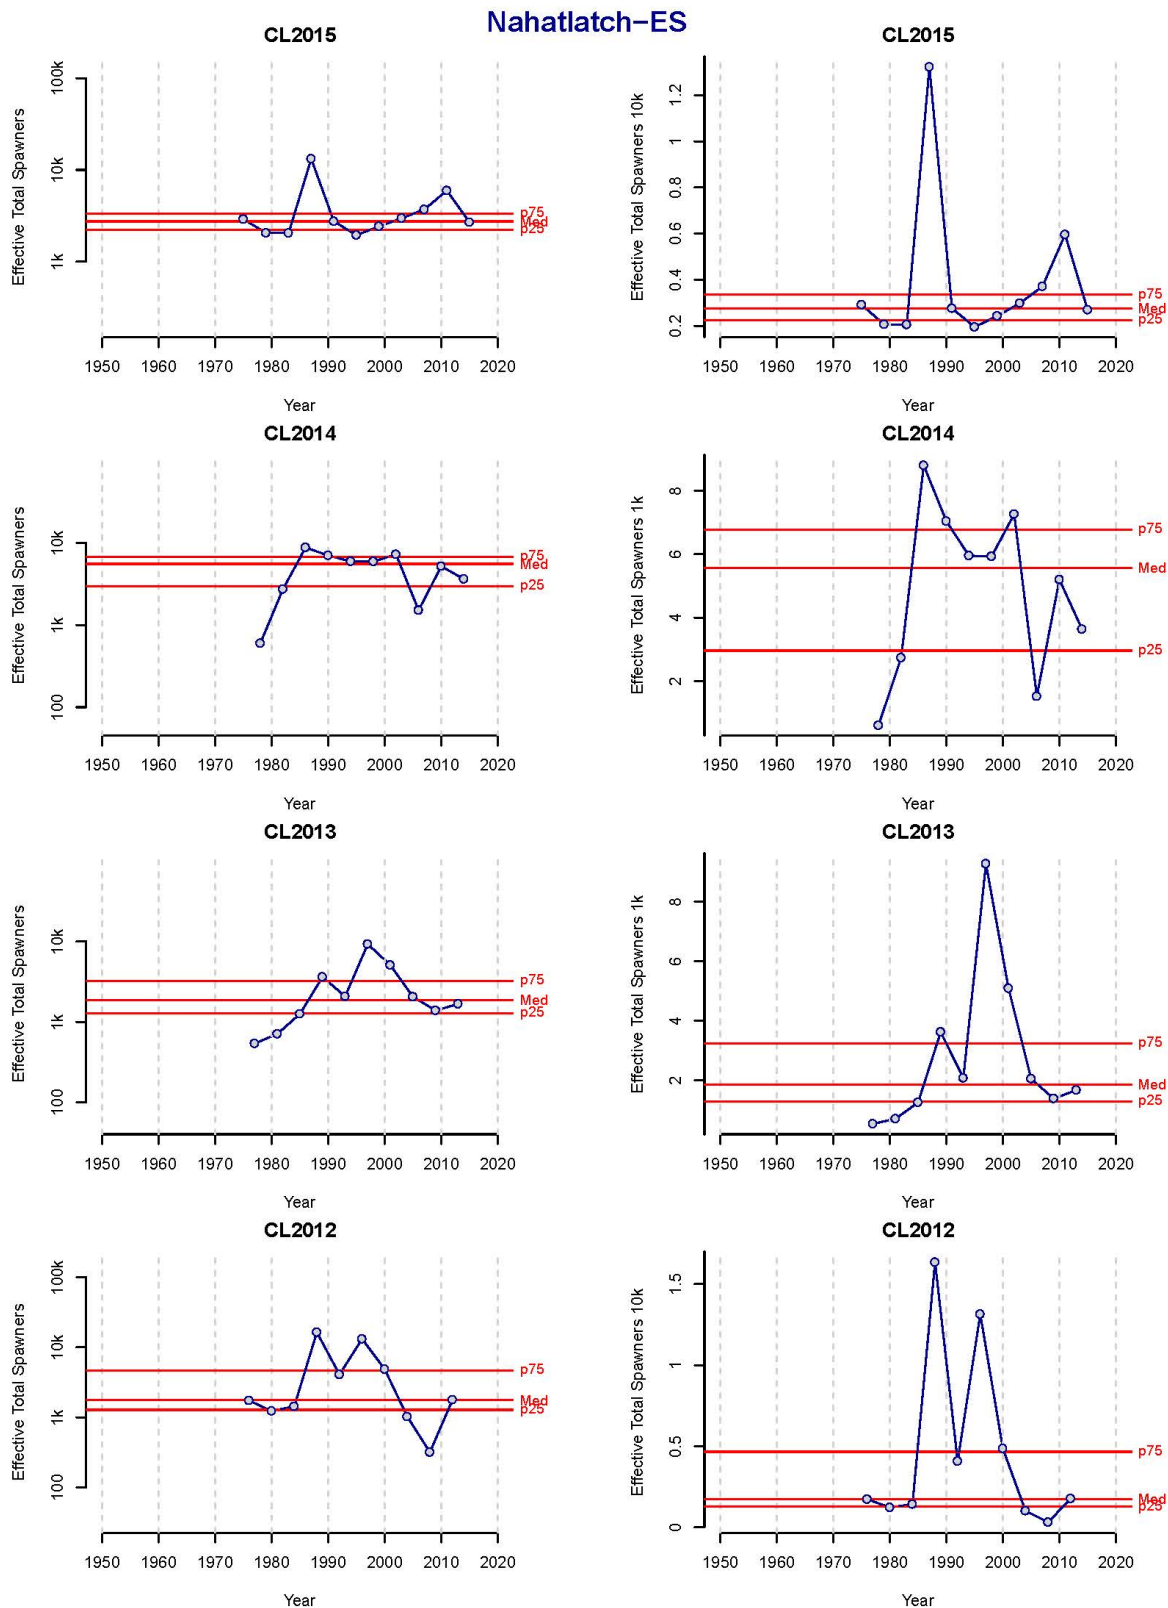 Nahatlatch−ES
CL2015
Effective Total Spawners
100k
10k
1k
p75
Med
p25
1950 1960 1970 1980 1990 2000 2010 2020
Year
CL2015
Effective Total Spawners 10k
1.2
1
0.8
0.6
0.4
0.2
p75
Med
p25
1950 1960 1970 1980 1990 2000 2010 2020
Year
CL2014
Effective Total Spawners
10k
1k
100
p75
Med
p25
1950 1960 1970 1980 1990 2000 2010 2020
Year
CL2014
Effective Total Spawners 1k
8
6
4
2
p75
Med
p25
1950 1960 1970 1980 1990 2000 2010 2020
Year
CL2013
Effective Total Spawners
10k
1k
100
p75
Med
p25
1950 1960 1970 1980 1990 2000 2010 2020
Year
CL2013
Effective Total Spawners 1k
8
6
4
2
p75
Med
p25
1950 1960 1970 1980 1990 2000 2010 2020
Year
CL2012
Effective Total Spawners
100k
10k
1k
100
p75
Med
p25
1950 1960 1970 1980 1990 2000 2010 2020
Year
CL2012
Effective Total Spawners 10k
1.5
1
0.5
0
p75
Med
p25
1950 1960 1970 1980 1990 2000 2010 2020
Year